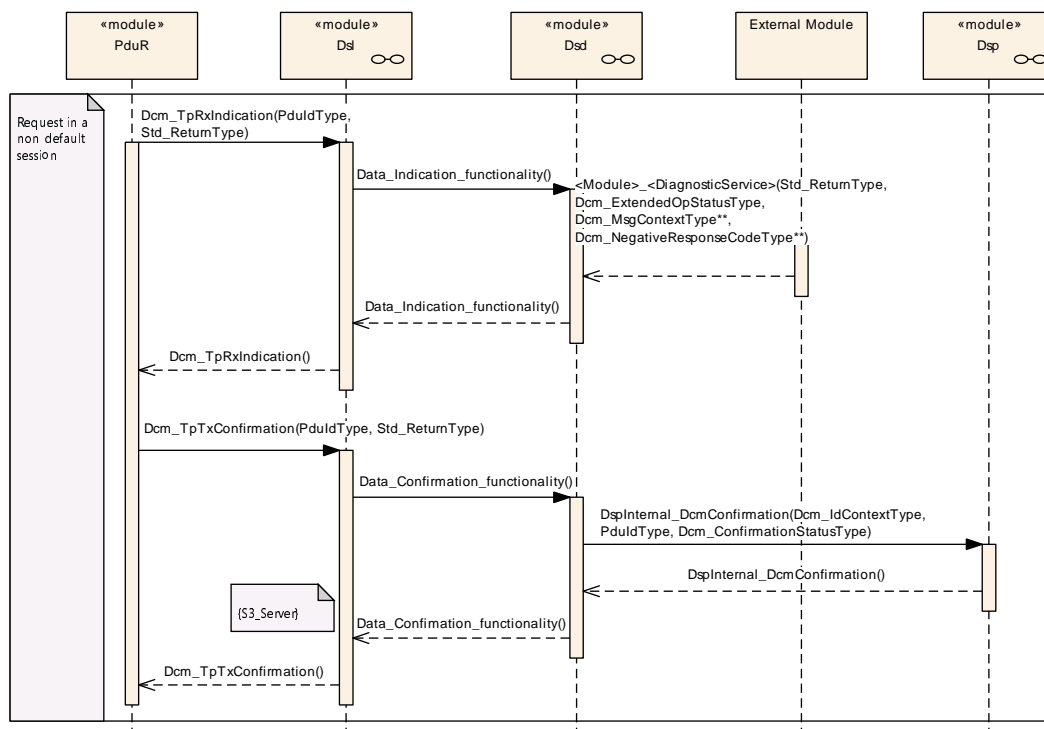 «module»
PduR
«module»
Dsl
«module»
Dsd
External Module
«module»
Dsp
Request in a
non default
session
Dcm_TpRxIndication(PduIdType,
Std_ReturnType)
Data_Indication_functionality()
<Module>_<DiagnosticService>(Std_ReturnType,
Dcm_ExtendedOpStatusType,
Dcm_MsgContextType**,
Dcm_NegativeResponseCodeType**)
Data_Indication_functionality()
Dcm_TpRxIndication()
Dcm_TpTxConfirmation(PduIdType, Std_ReturnType)
Data_Confirmation_functionality()
DspInternal_DcmConfirmation(Dcm_IdContextType,
PduIdType, Dcm_ConfirmationStatusType)
DspInternal_DcmConfirmation()
{S3_Server}
Data_Confimation_functionality()
Dcm_TpTxConfirmation()